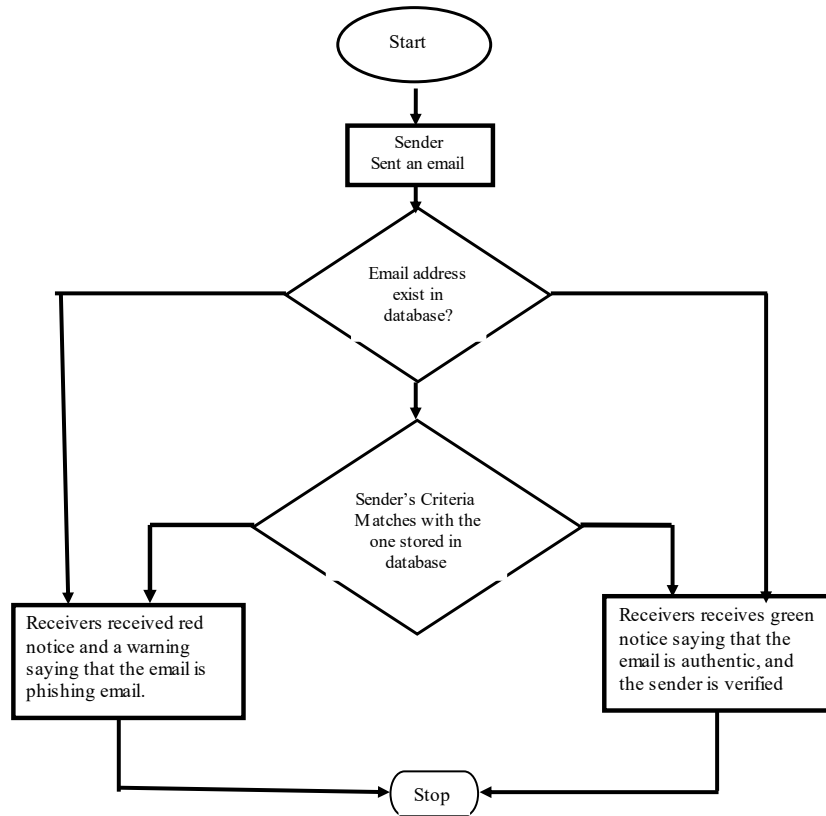 Start
Sender
Sent an email
Email address
exist in
database?
Sender's Criteria
Matches with the
one stored in
database
Receivers received red
notice and a warning
saying that the email is
phishing email.
Receivers receives green
notice saying that the
email is authentic, and
the sender is verified
Stop